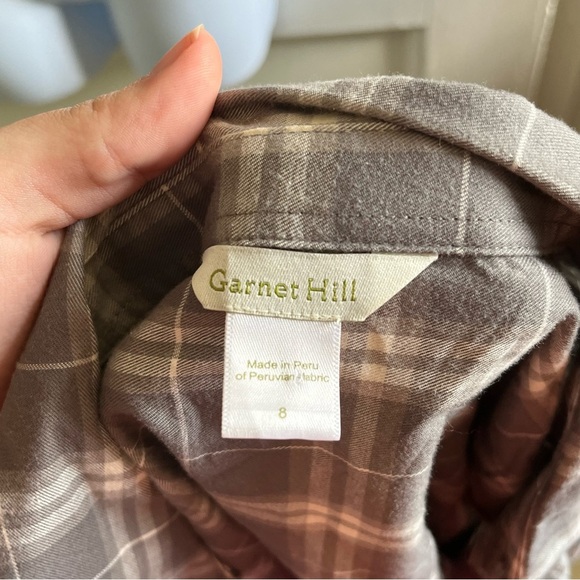 Garnet Hill
Made in Peru
of Peruvian fabric
8